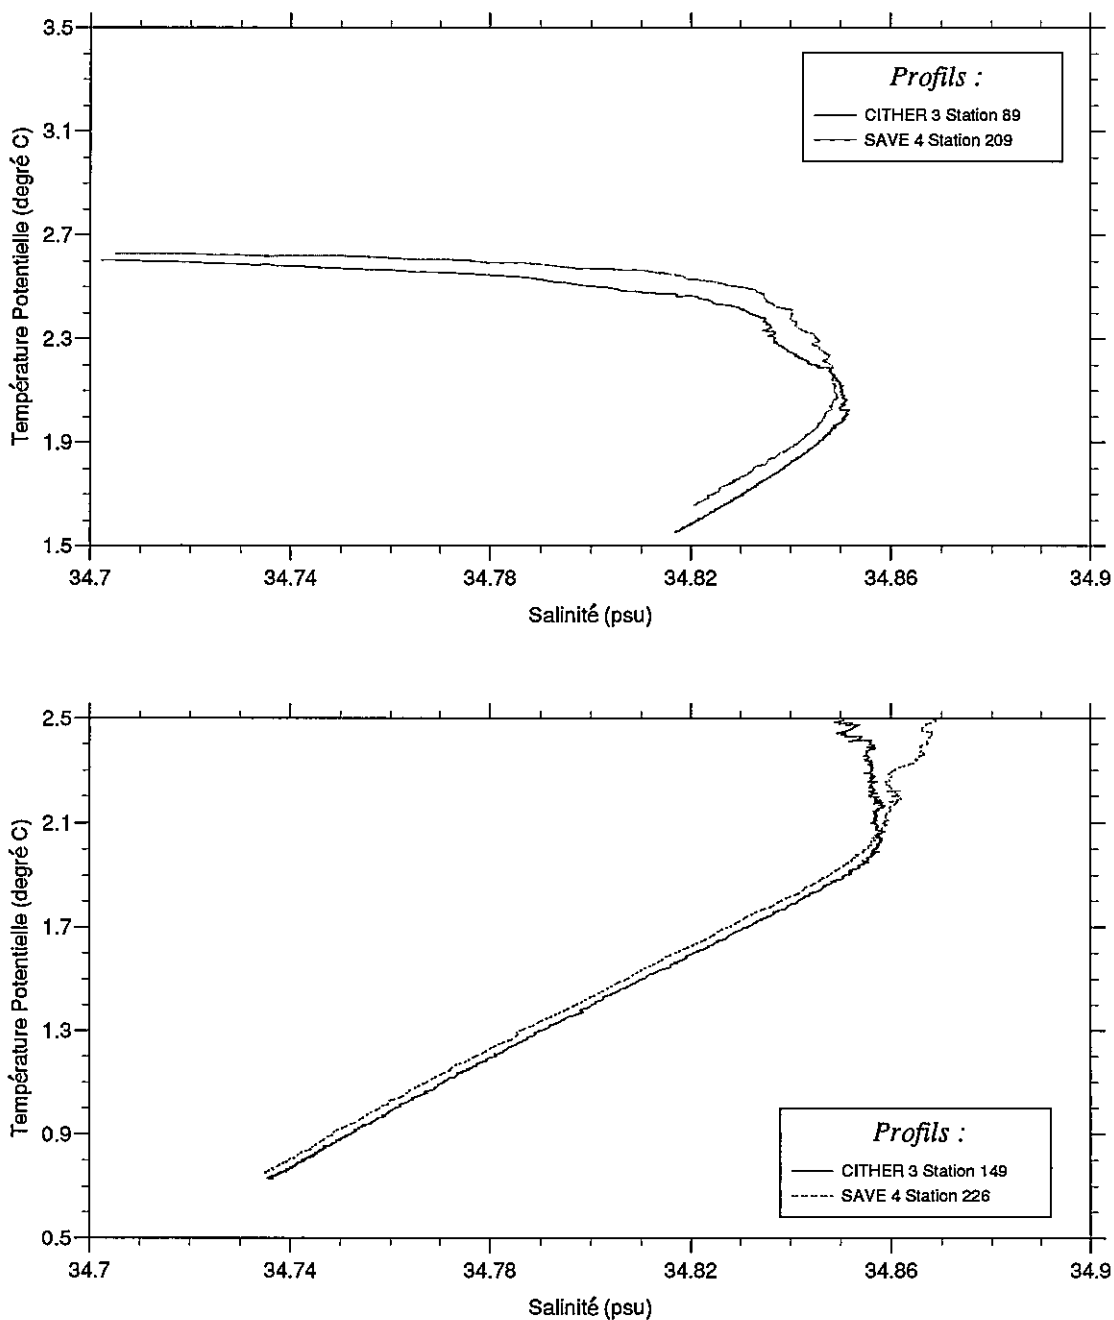 3.5
3.1
2.7
2.3
1.9
1.5
Température Potentielle (degré C)
Profils :
CITHER 3 Station 89
SAVE 4 Station 209
34.7 34.74 34.78 34.82 34.86 34.9
Salinité (psu)
2.5
2.1
1.7
1.3
0.9
0.5
Température Potentielle (degré C)
Profils :
CITHER 3 Station 149
SAVE 4 Station 226
34.7 34.74 34.78 34.82 34.86 34.9
Salinité (psu)